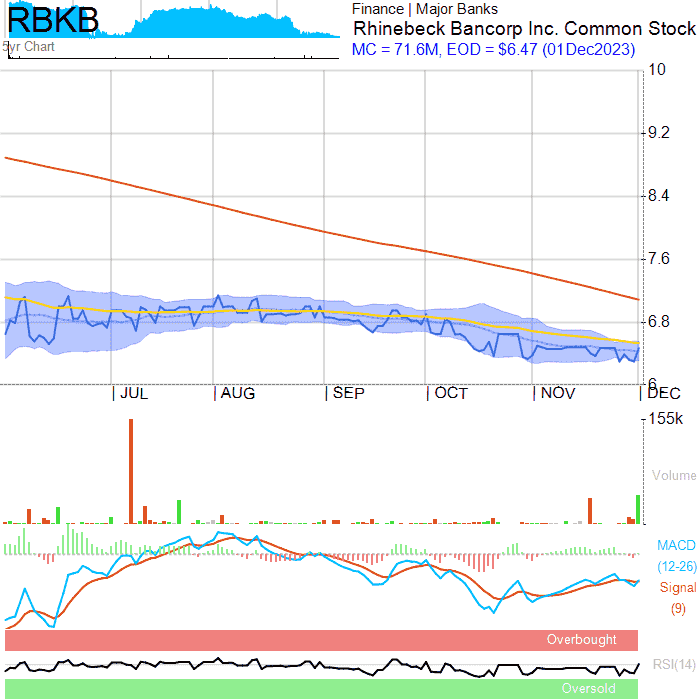 RBKB
5yr Chart
Finance | Major Banks
Rhinebeck Bancorp Inc. Common Stock
MC = 71.6M, EOD = $6.47 (01Dec2023)
10
9.2
8.4
7.6
6.8
6
JUL AUG SEP OCT NOV DEC
155k
Volume
MACD
(12-26)
Signal
(9)
Overbought
RSI(14)
Oversold